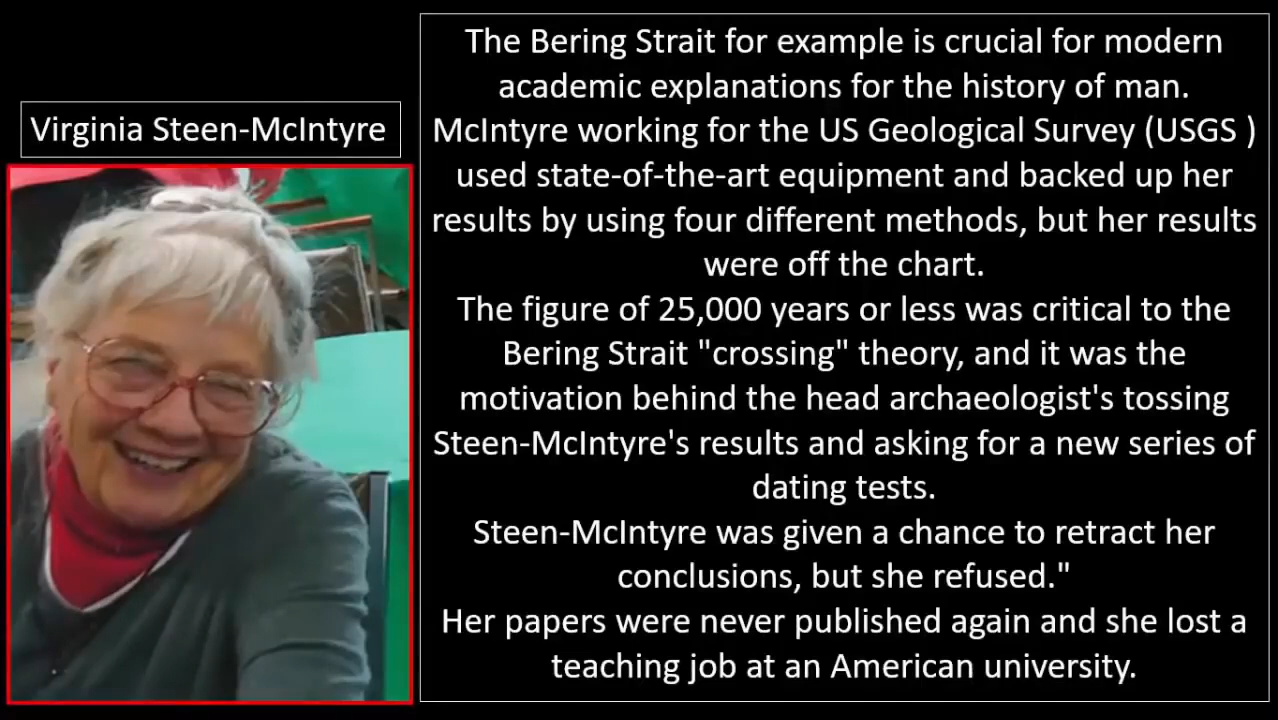 Virginia Steen-McIntyre
The Bering Strait for example is crucial for modern
academic explanations for the history of man.
McIntyre working for the US Geological Survey (USGS )
used state-of-the-art equipment and backed up her
results by using four different methods, but her results
were off the chart.
The figure of 25,000 years or less was critical to the
Bering Strait "crossing" theory, and it was the
motivation behind the head archaeologist's tossing
Steen-McIntyre's results and asking for a new series of
dating tests.
Steen-McIntyre was given a chance to retract her
conclusions, but she refused."
Her papers were never published again and she lost a
teaching job at an American university.